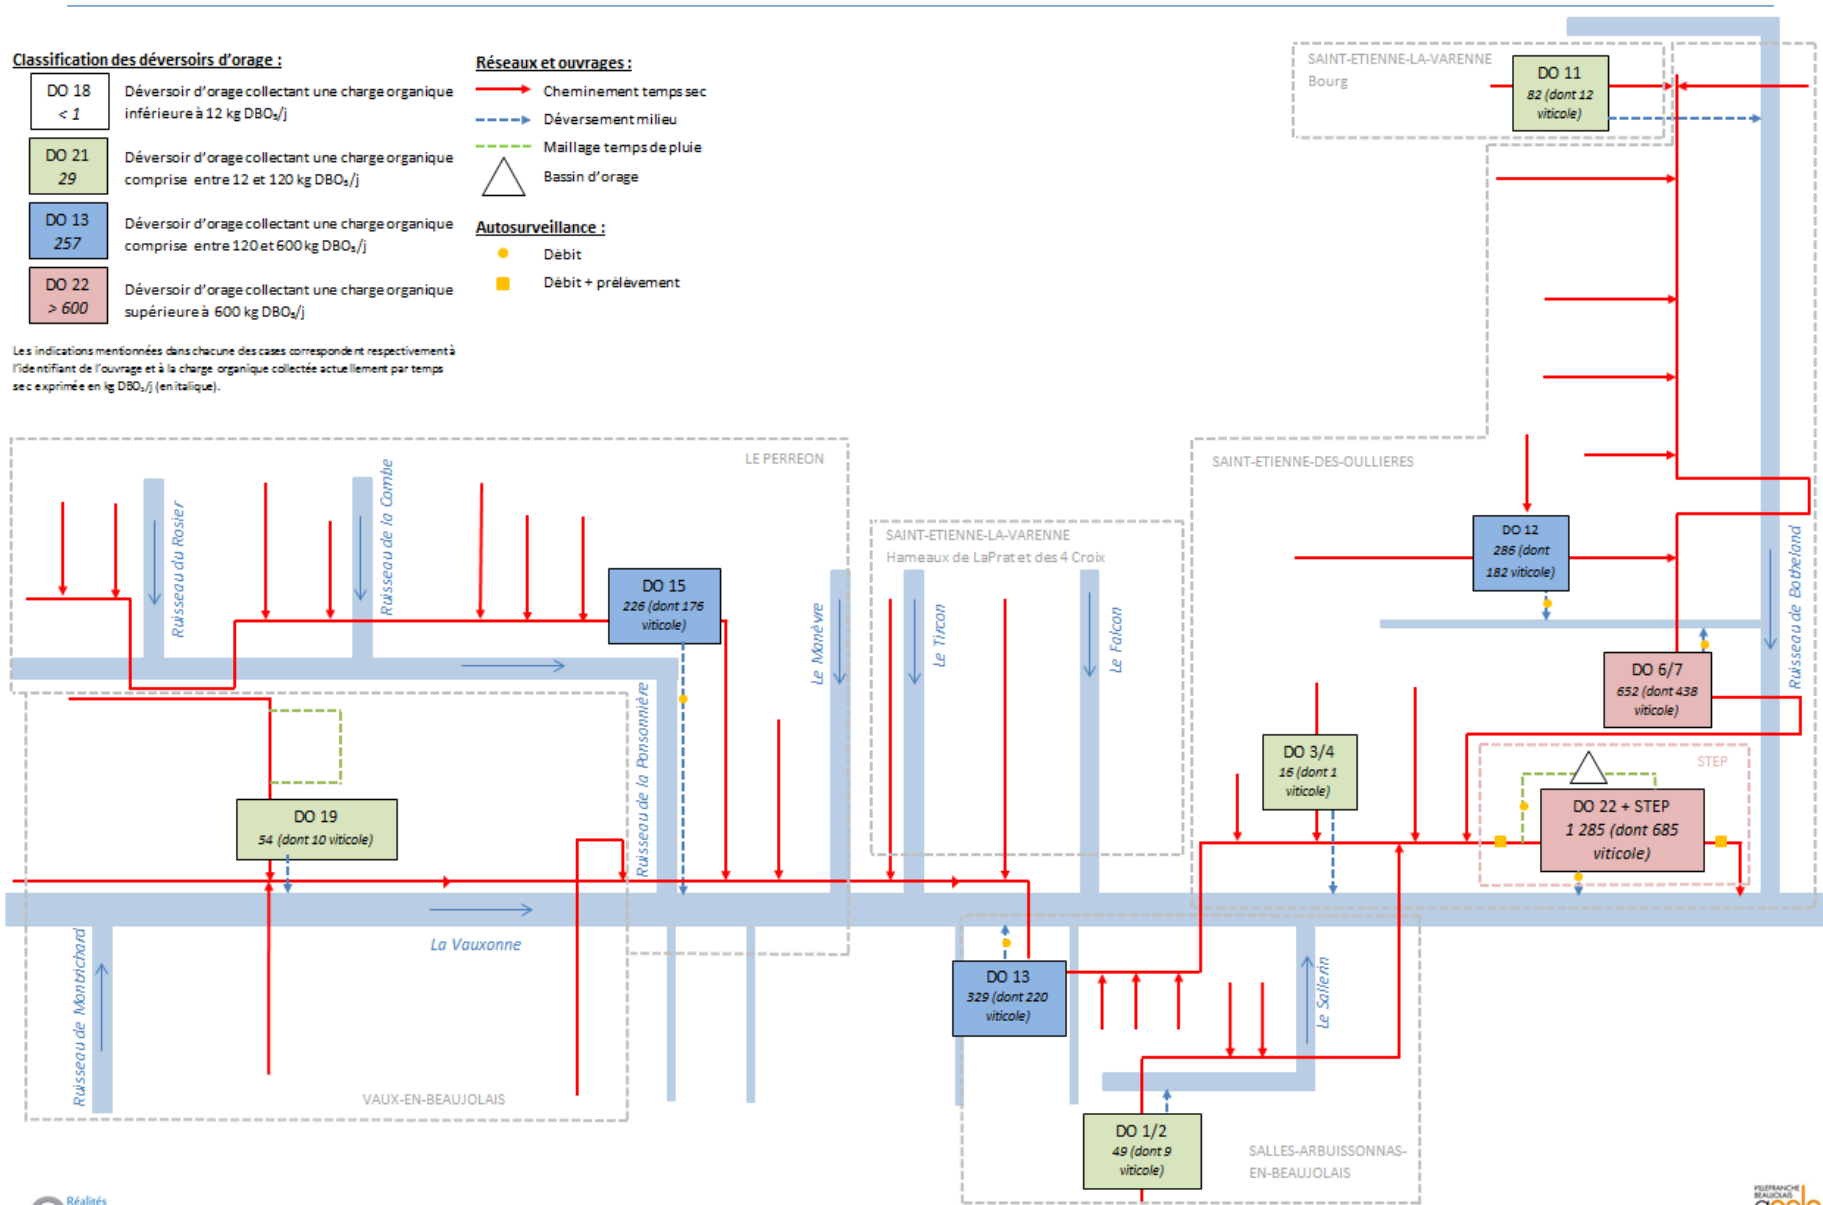 Classification des déversoirs d'orage :
DO 18
< 1
Déversoir d'orage collectant une charge organique
inférieure à 12 kg DBO₅/j
DO 21
29
Déversoir d'orage collectant une charge organique
comprise entre 12 et 120 kg DBO₅/j
DO 13
257
Déversoir d'orage collectant une charge organique
comprise entre 120 et 600 kg DBO₅/j
DO 22
> 600
Déversoir d'orage collectant une charge organique
supérieure à 600 kg DBO₅/j
Les indications mentionnées dans chacune des cases correspondent respectivement à
l'identifiant de l'ouvrage et à la charge organique collectée actuellement par temps
sec exprimée en kg DBO₅/j (en italique).
Réseaux et ouvrages :
Cheminement temps sec
Déversement milieu
Maillage temps de pluie
Bassin d'orage
Autosurveillance :
Débit
Débit + prélèvement
SAINT-ETIENNE-LA-VARENNE
Bourg
DO 11
82 (dont 12
viticole)
LE PERREON
Ruisseau du Rosier
Ruisseau de la Combe
DO 15
226 (dont 176
viticole)
Ruisseau de la Ponsonnière
Le Manèvre
SAINT-ETIENNE-LA-VARENNE
Hameaux de LaPrat et des 4 Croix
Le Tircon
Le Falcon
SAINT-ETIENNE-DES-OULLIERES
DO 12
286 (dont
182 viticole)
Ruisseau de Botheland
DO 6/7
652 (dont 438
viticole)
DO 3/4
16 (dont 1
viticole)
STEP
DO 22 + STEP
1 285 (dont 685
viticole)
DO 19
54 (dont 10 viticole)
La Vauxonne
Ruisseau de Montrichard
VAUX-EN-BEAUJOLAIS
DO 13
329 (dont 220
viticole)
Le Sallerin
DO 1/2
49 (dont 9
viticole)
SALLES-ARBUISSONNAS-
EN-BEAUJOLAIS
Réalités
VILLEFRANCHE
BEAUJOLAIS